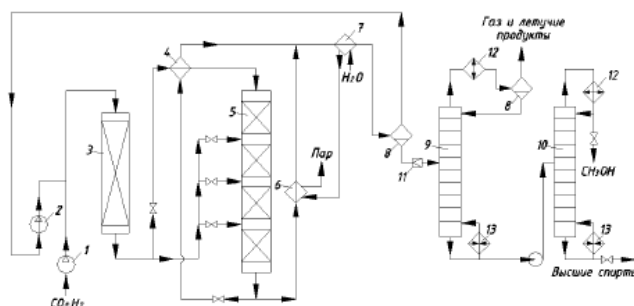 Газ и летучие
продукты
7
12
12
4
H₂O
8
5
3
Пар
9
10
6
8
11
CH₃OH
2
13
13
1
Высшие спирты
CO+H₂